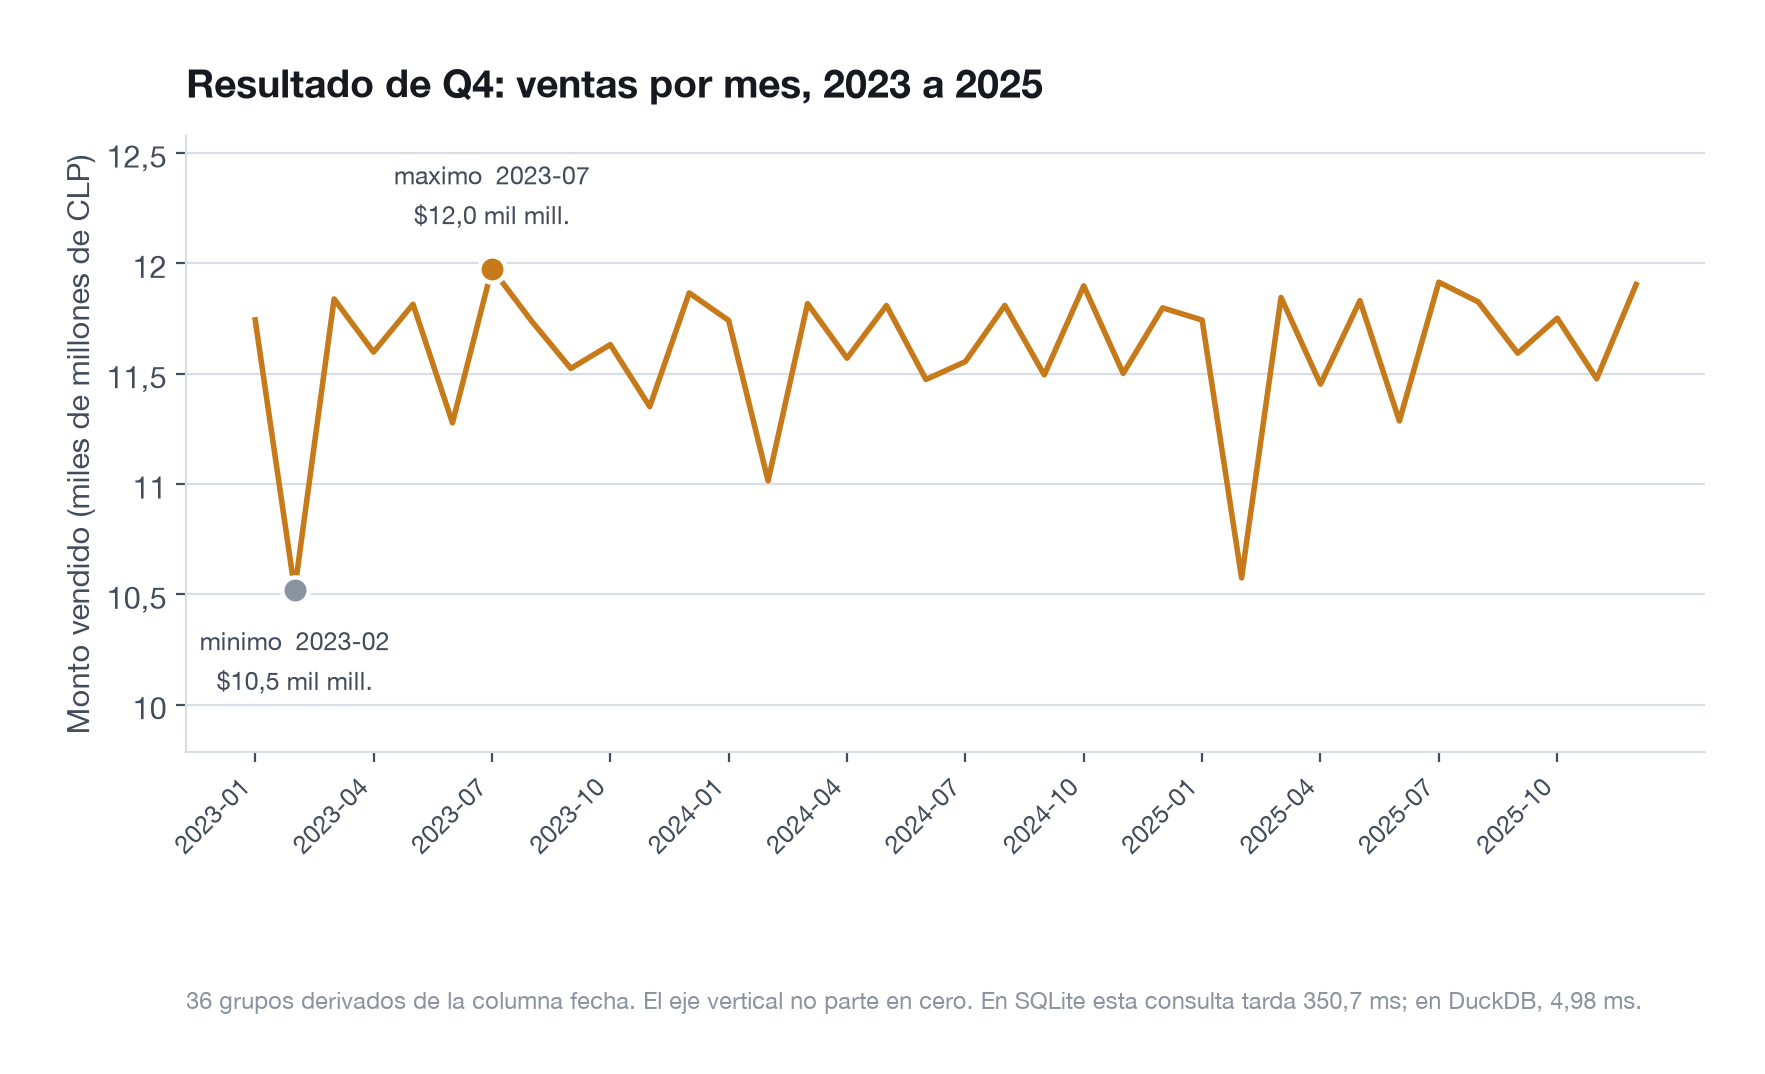 Resultado de Q4: ventas por mes, 2023 a 2025
Monto vendido (miles de millones de CLP)
12,5
12
11,5
11
10,5
10
maximo 2023-07
$12,0 mil mill.
minimo 2023-02
$10,5 mil mill.
2023-01
2023-04
2023-07
2023-10
2024-01
2024-04
2024-07
2024-10
2025-01
2025-04
2025-07
2025-10
36 grupos derivados de la columna fecha. El eje vertical no parte en cero. En SQLite esta consulta tarda 350,7 ms; en DuckDB, 4,98 ms.